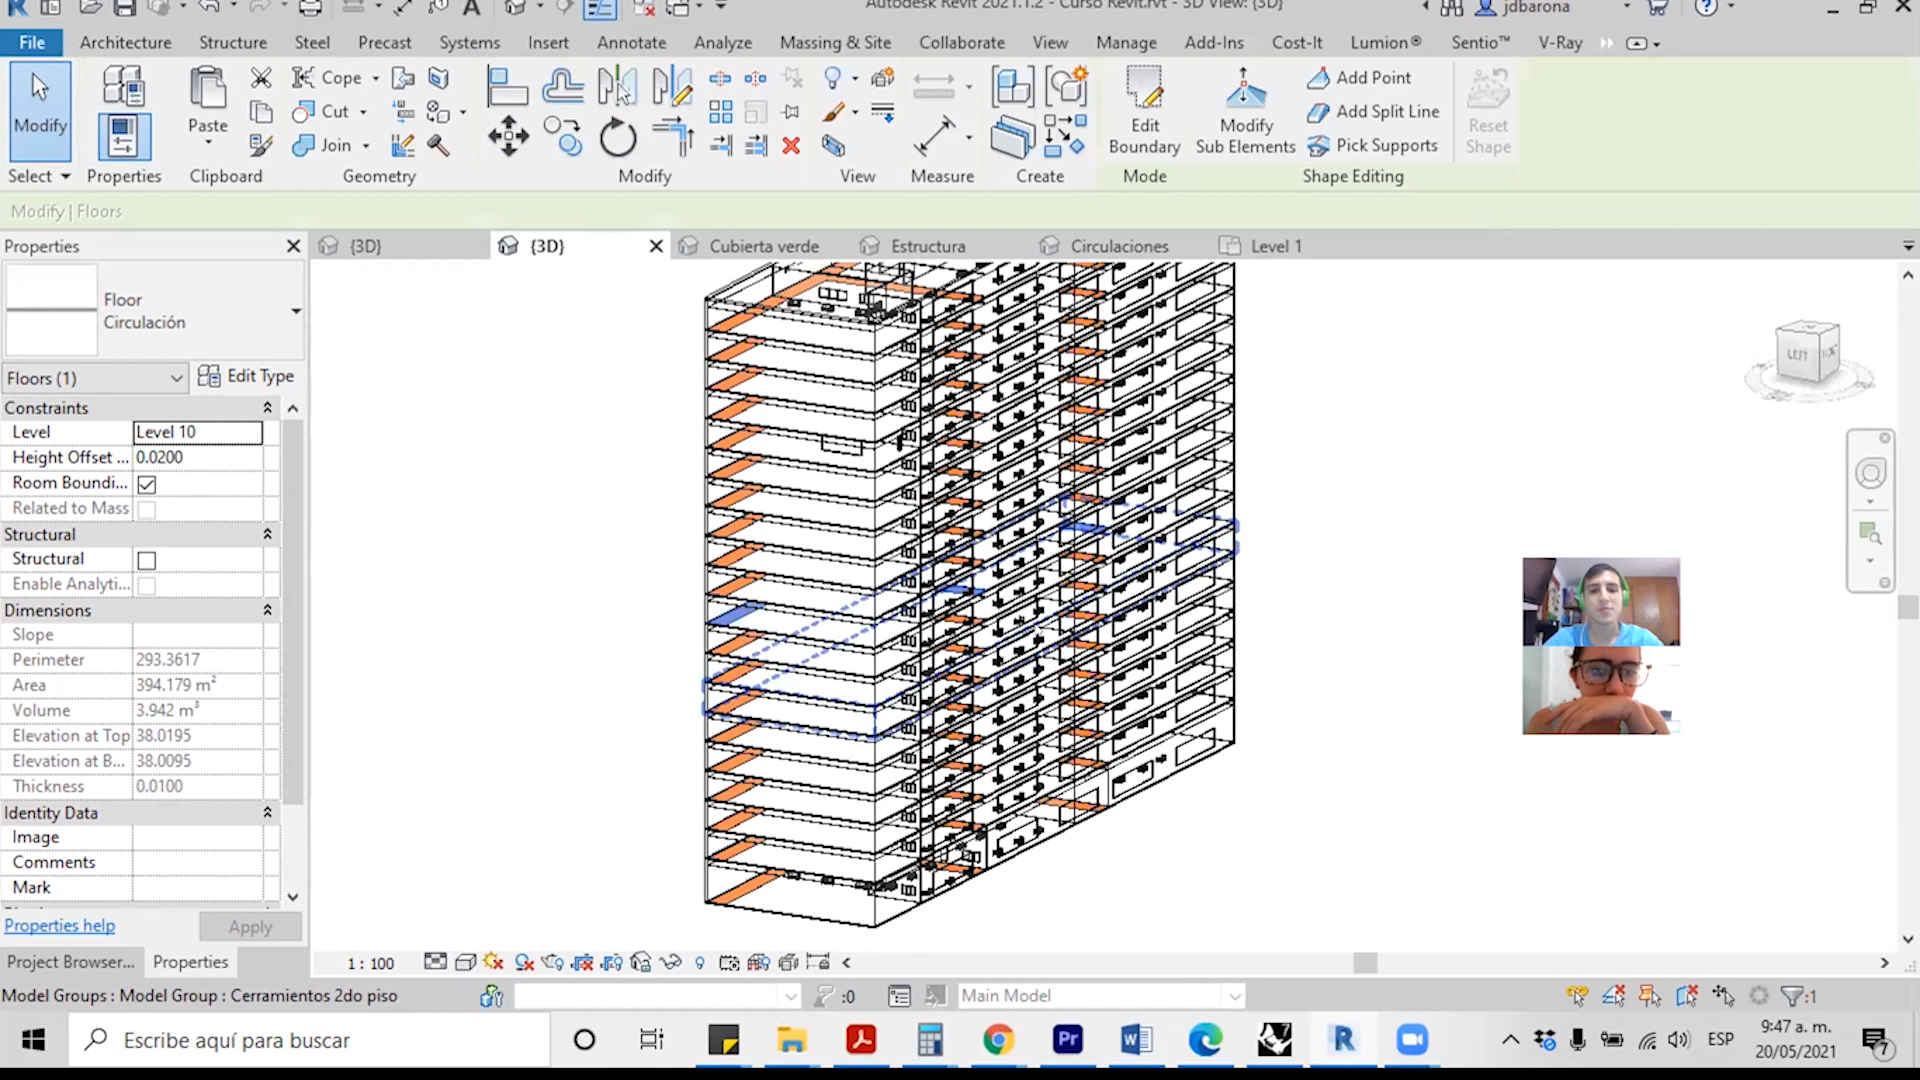 Autodesk Revit 2021.1.2 - Curso Revit.rvt - 3D View: {3D}
jdbarona
File
Architecture
Structure
Steel
Precast
Systems
Insert
Annotate
Analyze
Massing & Site
Collaborate
View
Manage
Add-Ins
Cost-It
Lumion®
Sentio™
V-Ray
Modify
Paste
Cope
Cut
Join
Edit
Boundary
Modify
Sub Elements
Add Point
Add Split Line
Pick Supports
Reset
Shape
Select
Properties
Clipboard
Geometry
Modify
View
Measure
Create
Mode
Shape Editing
Modify | Floors
Properties
{3D}
{3D}
Cubierta verde
Estructura
Circulaciones
Level 1
Floor
Circulación
Floors (1)
Edit Type
Constraints
Level Level 10
Height Offset ... 0.0200
Room Boundi...
Related to Mass
Structural
Structural
Enable Analyti...
Dimensions
Slope
Perimeter 293.3617
Area 394.179 m²
Volume 3.942 m³
Elevation at Top 38.0195
Elevation at B... 38.0095
Thickness 0.0100
Identity Data
Image
Comments
Mark
Properties help
Apply
Project Browser...
Properties
LEFT
1 : 100
Model Groups : Model Group : Cerramientos 2do piso
:0
Main Model
:1
Escribe aquí para buscar
Pr
ESP
9:47 a. m.
20/05/2021
7